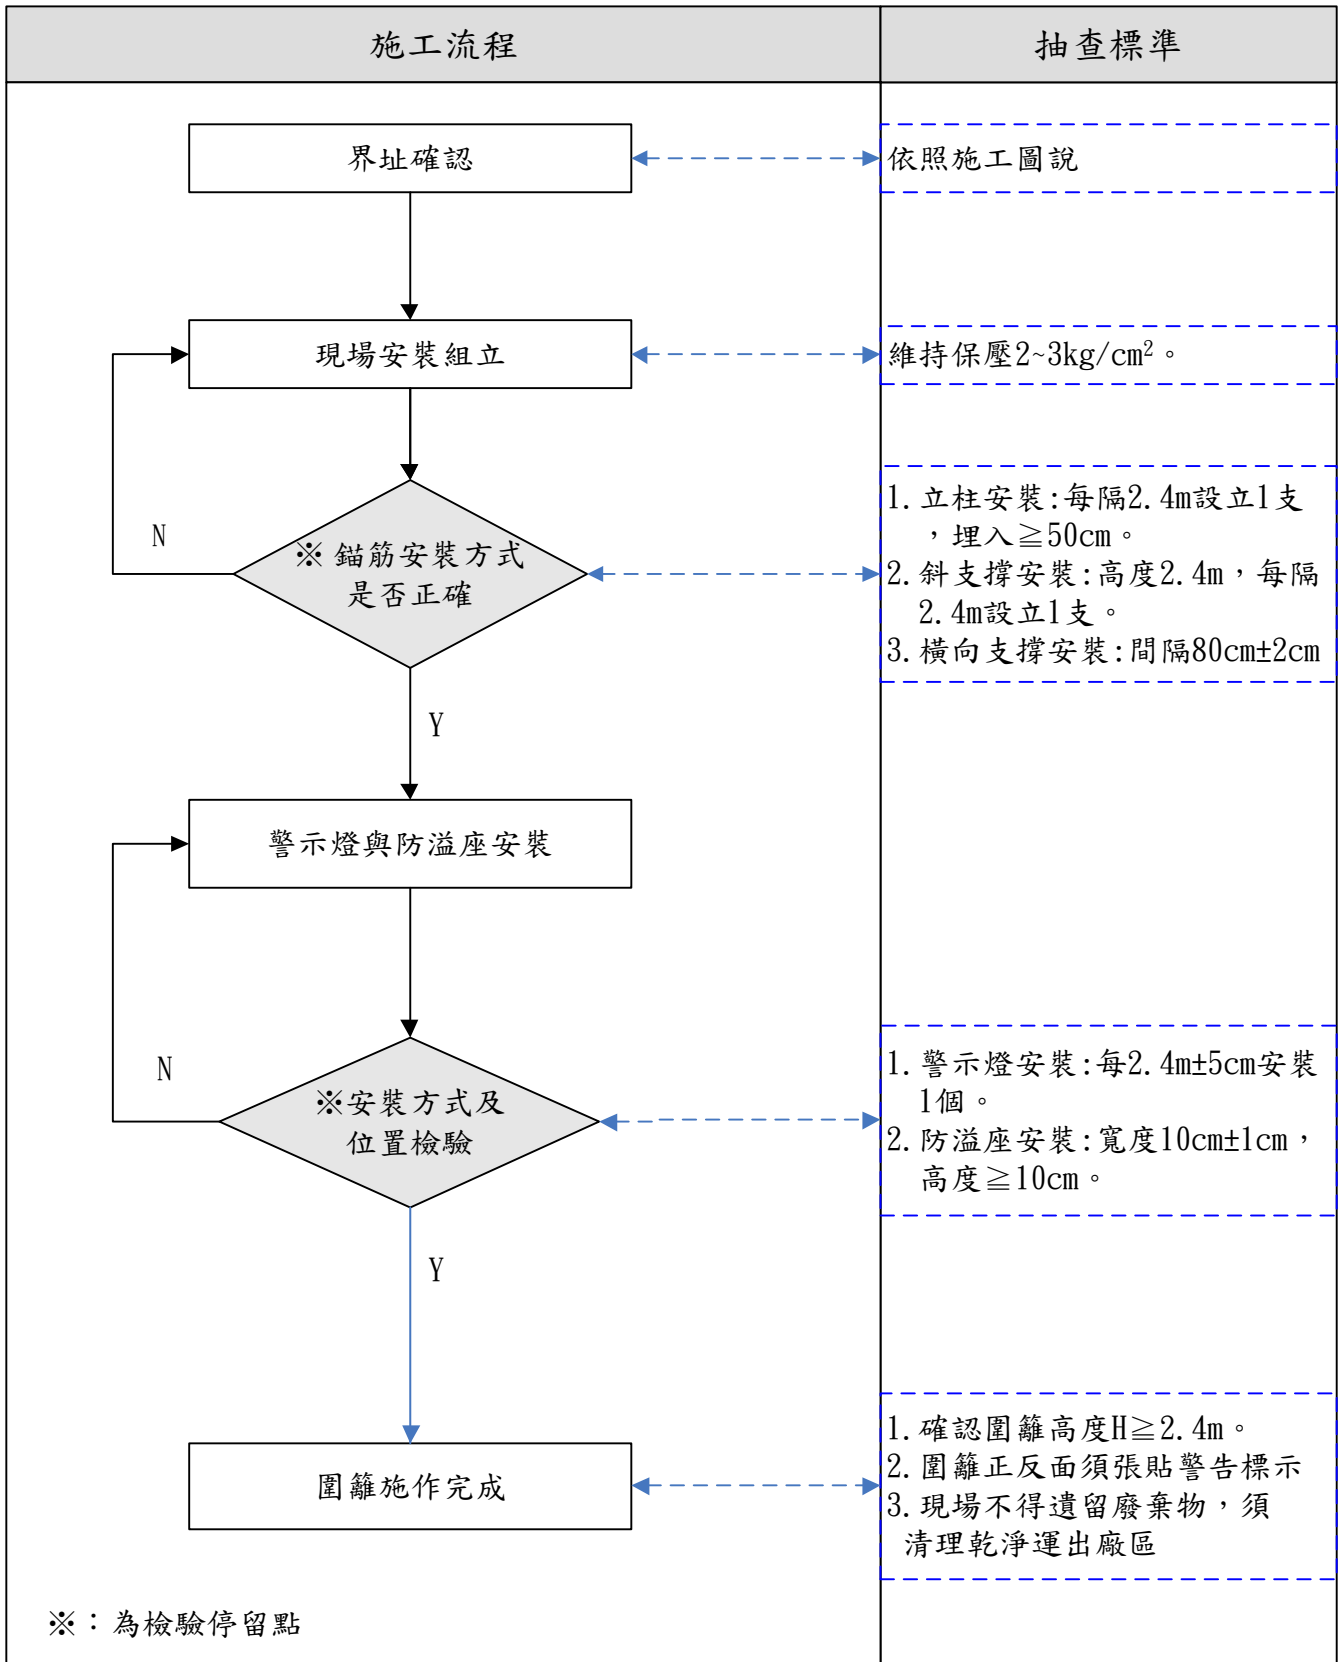 施工流程
抽查標準
界址確認
依照施工圖說
現場安裝組立
維持保壓2~3kg/cm²。
N
※ 錨筋安裝方式
是否正確
1. 立柱安裝:每隔2.4m設立1支
，埋入≧50cm。
2. 斜支撐安裝:高度2.4m，每隔
2.4m設立1支。
3. 橫向支撐安裝:間隔80cm±2cm
Y
警示燈與防溢座安裝
N
※安裝方式及
位置檢驗
1. 警示燈安裝:每2.4m±5cm安裝
1個。
2. 防溢座安裝:寬度10cm±1cm，
高度≧10cm。
Y
圍籬施作完成
1. 確認圍籬高度H≧2.4m。
2. 圍籬正反面須張貼警告標示
3. 現場不得遺留廢棄物，須
清理乾淨運出廠區
※：為檢驗停留點